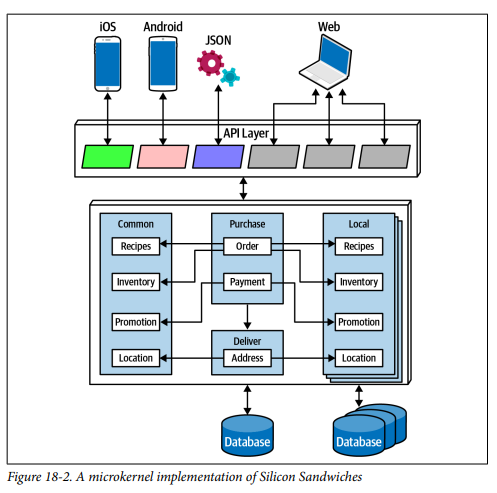 iOS Android JSON Web
API Layer
Common Purchase Local
Recipes Order Recipes
Inventory Payment Inventory
Promotion Promotion
Deliver
Location Address Location
Database Database
Figure 18-2. A microkernel implementation of Silicon Sandwiches